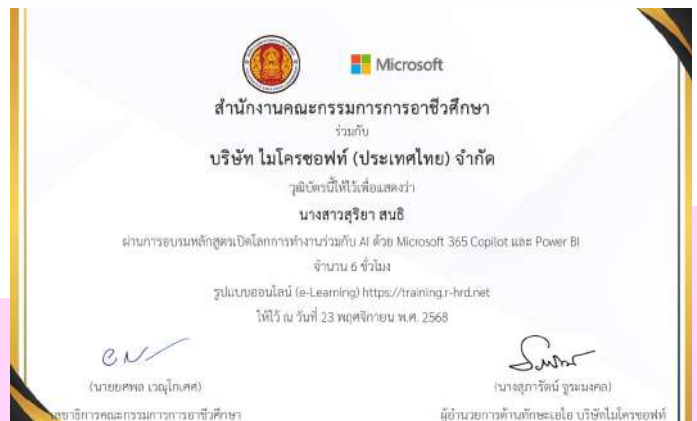 Microsoft
สำนักงานคณะกรรมการการอาชีวศึกษา
ร่วมกับ
บริษัท ไมโครซอฟท์ (ประเทศไทย) จำกัด
วุฒิบัตรนี้ให้ไว้เพื่อแสดงว่า
นางสาวสุริยา สนธิ
ผ่านการอบรมหลักสูตรเปิดโลกการทำงานร่วมกับ AI ด้วย Microsoft 365 Copilot และ Power BI
จำนวน 6 ชั่วโมง
รูปแบบออนไลน์ (e-Learning) https://training.r-hrd.net
ให้ไว้ ณ วันที่ 23 พฤศจิกายน พ.ศ. 2568
(นายยศพล เวณุโกเศศ)
(นางสุภารัตน์ จูระมงคล)
เลขาธิการคณะกรรมการการอาชีวศึกษา
ผู้อำนวยการด้านทักษะเอไอ บริษัทไมโครซอฟท์